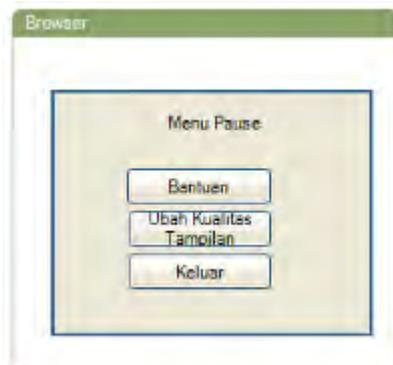 Browser
Menu Pause
Bantuan
Ubah Kualitas
Tampilan
Keluar